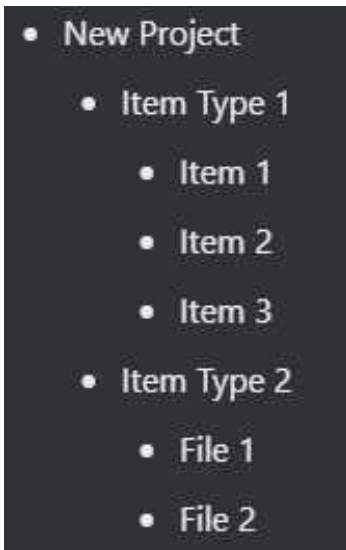 New Project
Item Type 1
Item 1
Item 2
Item 3
Item Type 2
File 1
File 2